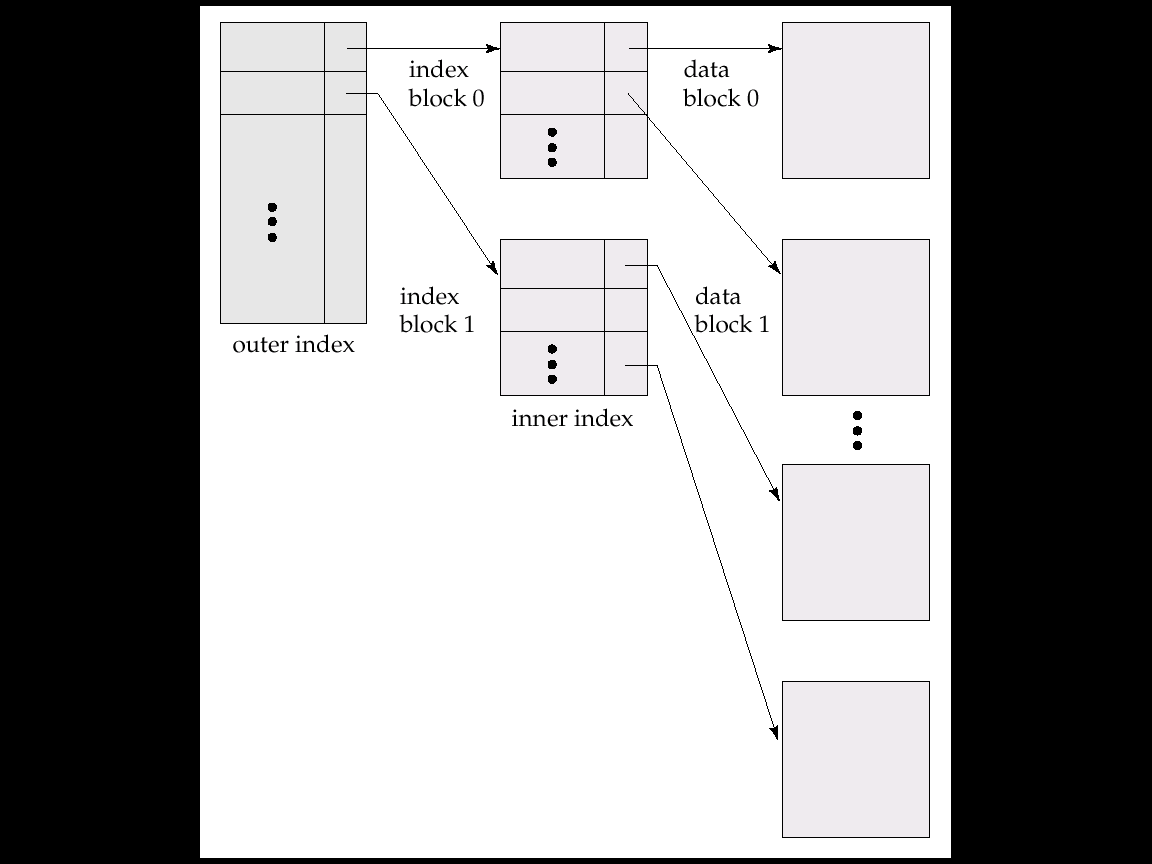 index
block 0
data
block 0
index
block 1
data
block 1
outer index
inner index